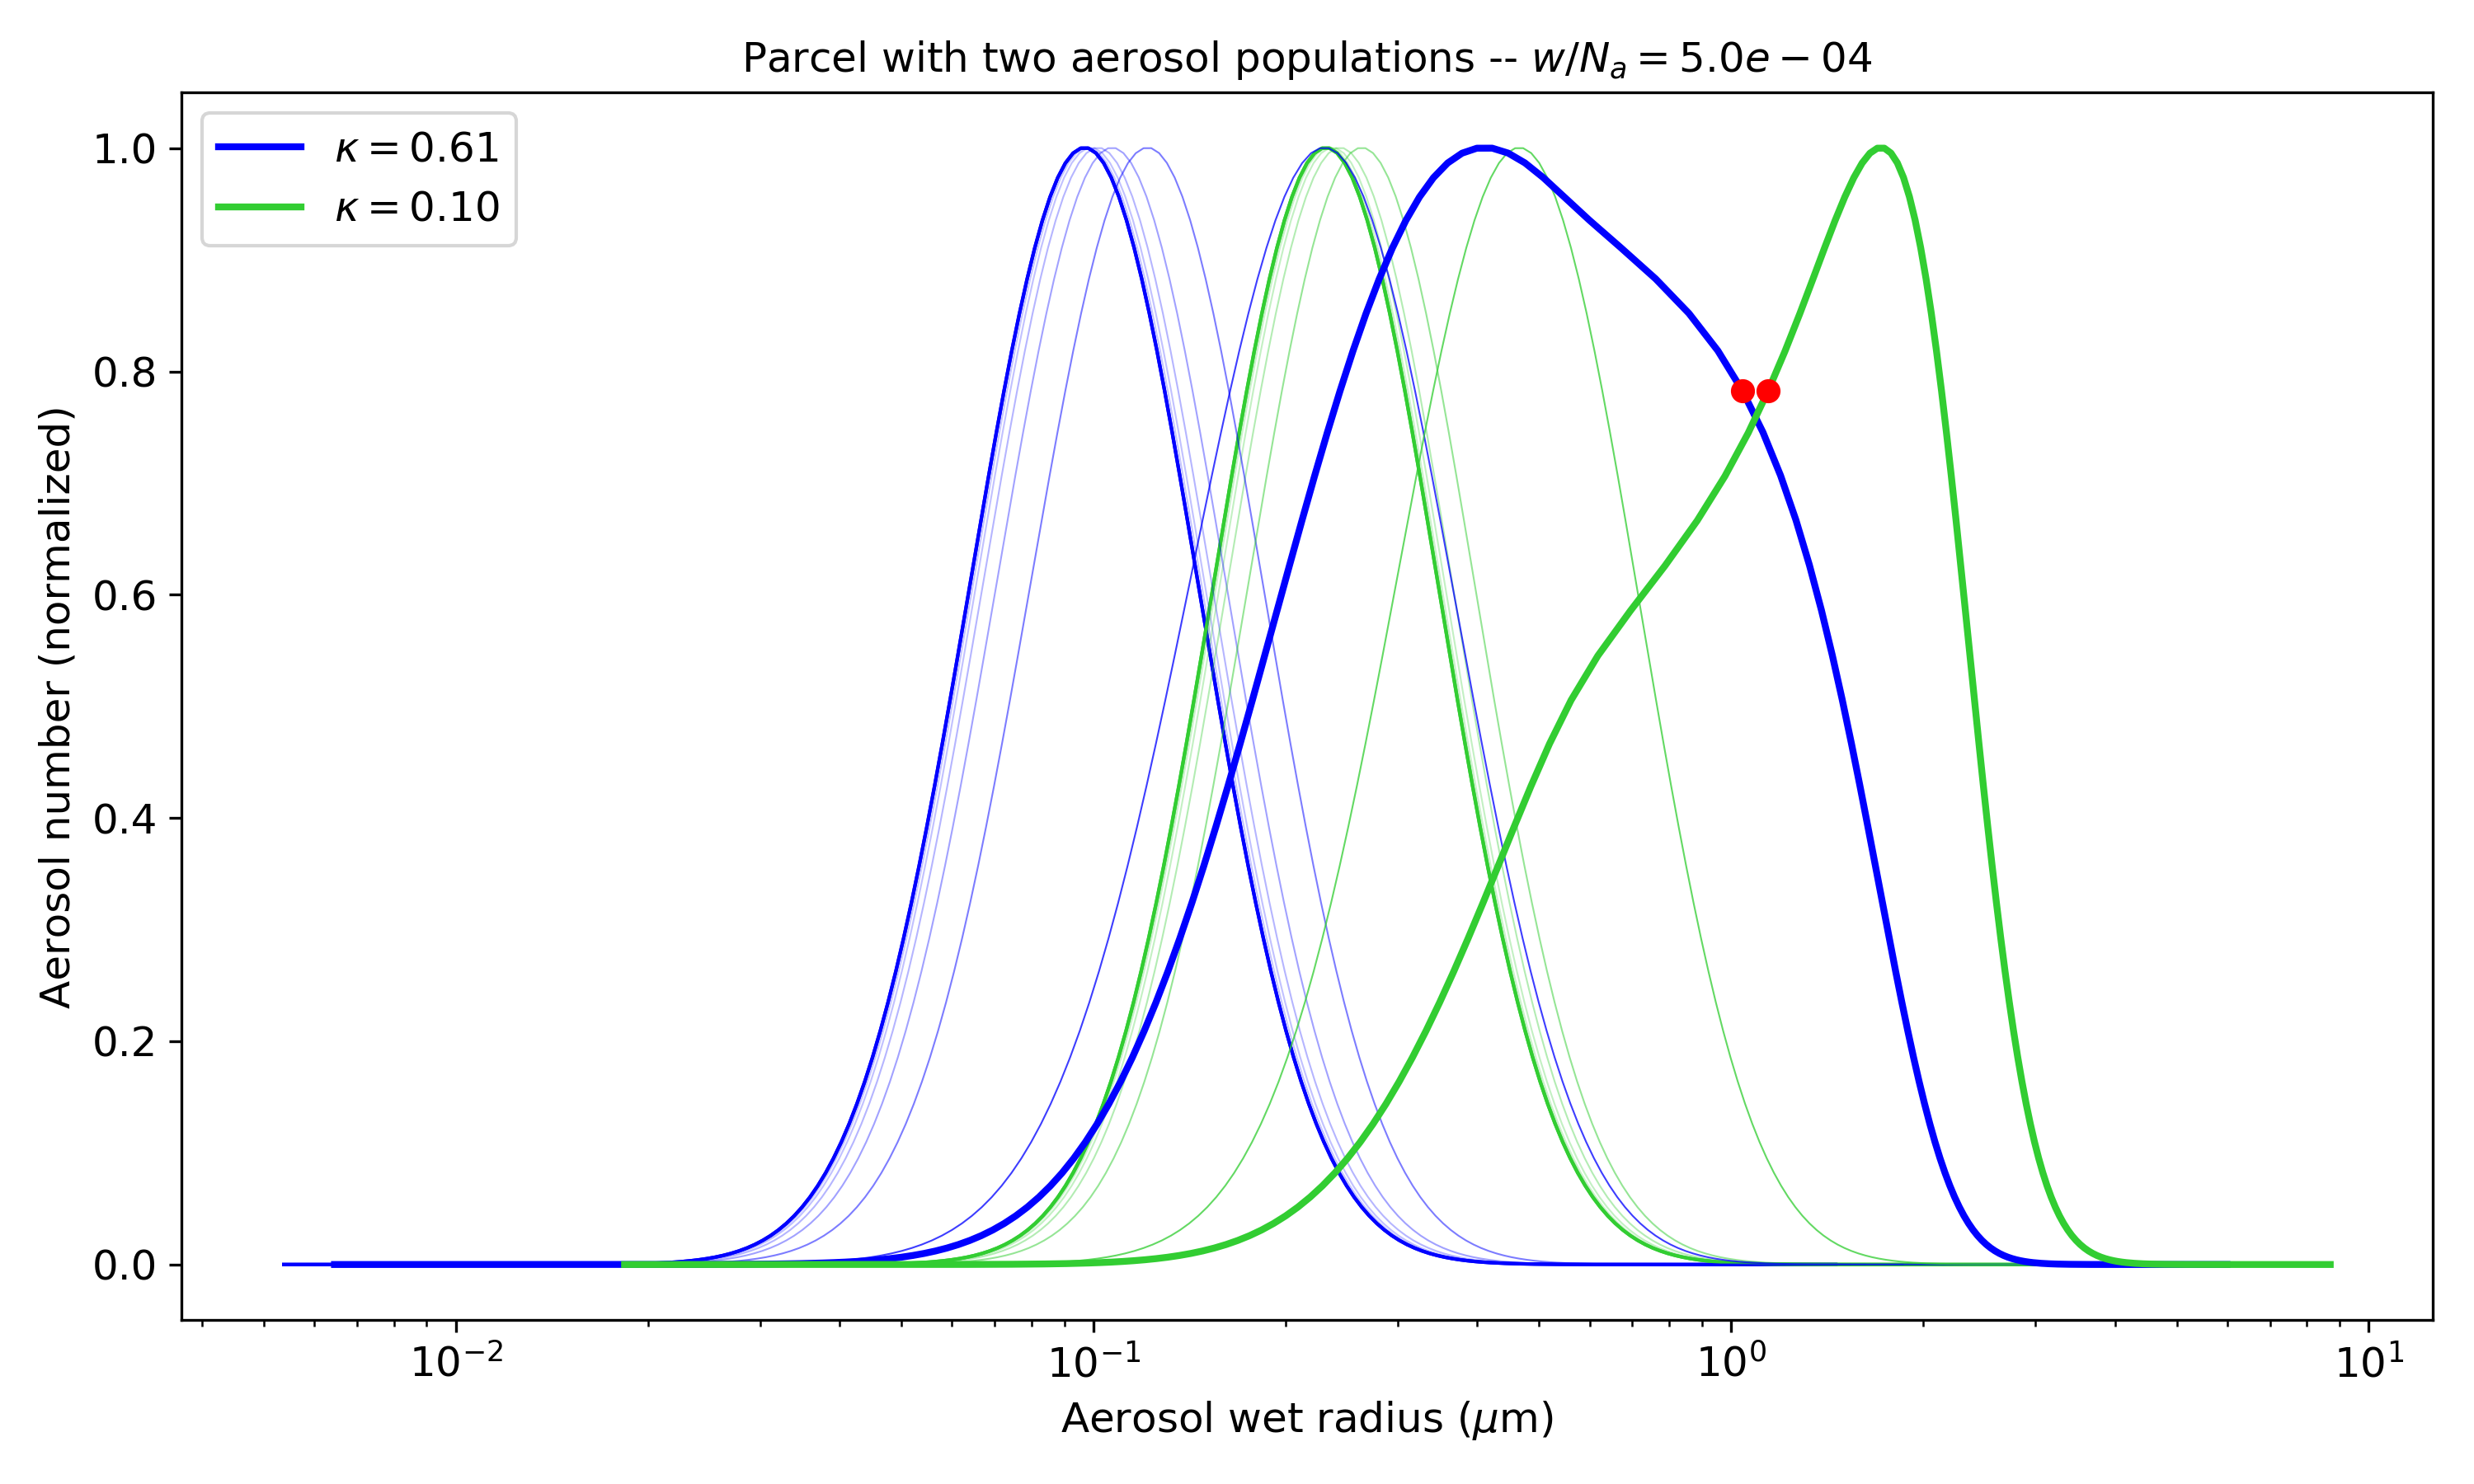 Parcel with two aerosol populations -- $w/N_a = 5.0e-04$
κ = 0.61
κ = 0.10
Aerosol number (normalized)
1.0
0.8
0.6
0.4
0.2
0.0
10⁻² 10⁻¹ 10⁰ 10¹
Aerosol wet radius (μm)